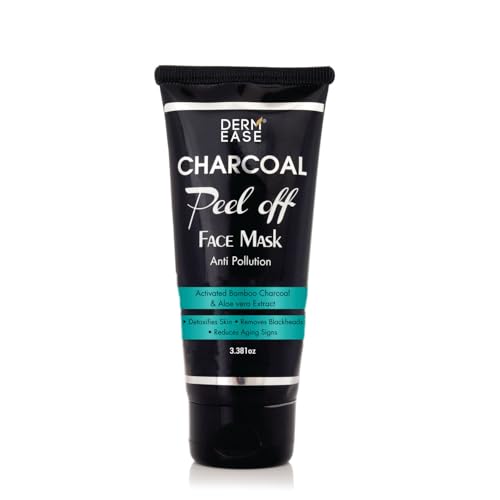 DERM®
EASE
CHARCOAL
Peel off
FACE MASK
Anti Pollution
Activated Bamboo Charcoal
& Aloe vera Extract
• Detoxifies Skin • Removes Blackheads
• Reduces Aging Signs
3.381oz